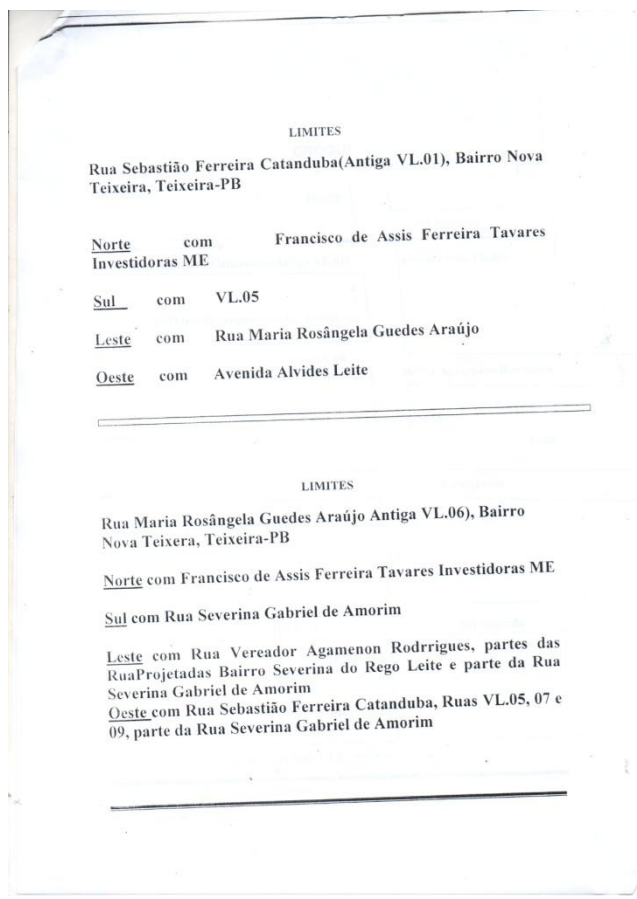 LIMITES
Rua Sebastião Ferreira Catanduba(Antiga VL.01), Bairro Nova
Teixeira, Teixeira-PB
Norte com Francisco de Assis Ferreira Tavares
Investidoras ME
Sul com VL.05
Leste com Rua Maria Rosângela Guedes Araújo
Oeste com Avenida Alvides Leite
LIMITES
Rua Maria Rosângela Guedes Araújo Antiga VL.06), Bairro
Nova Teixera, Teixeira-PB
Norte com Francisco de Assis Ferreira Tavares Investidoras ME
Sul com Rua Severina Gabriel de Amorim
Leste com Rua Vereador Agamenon Rodrrigues, partes das
RuaProjetadas Bairro Severina do Rego Leite e parte da Rua
Severina Gabriel de Amorim
Oeste com Rua Sebastião Ferreira Catanduba, Ruas VL.05, 07 e
09, parte da Rua Severina Gabriel de Amorim